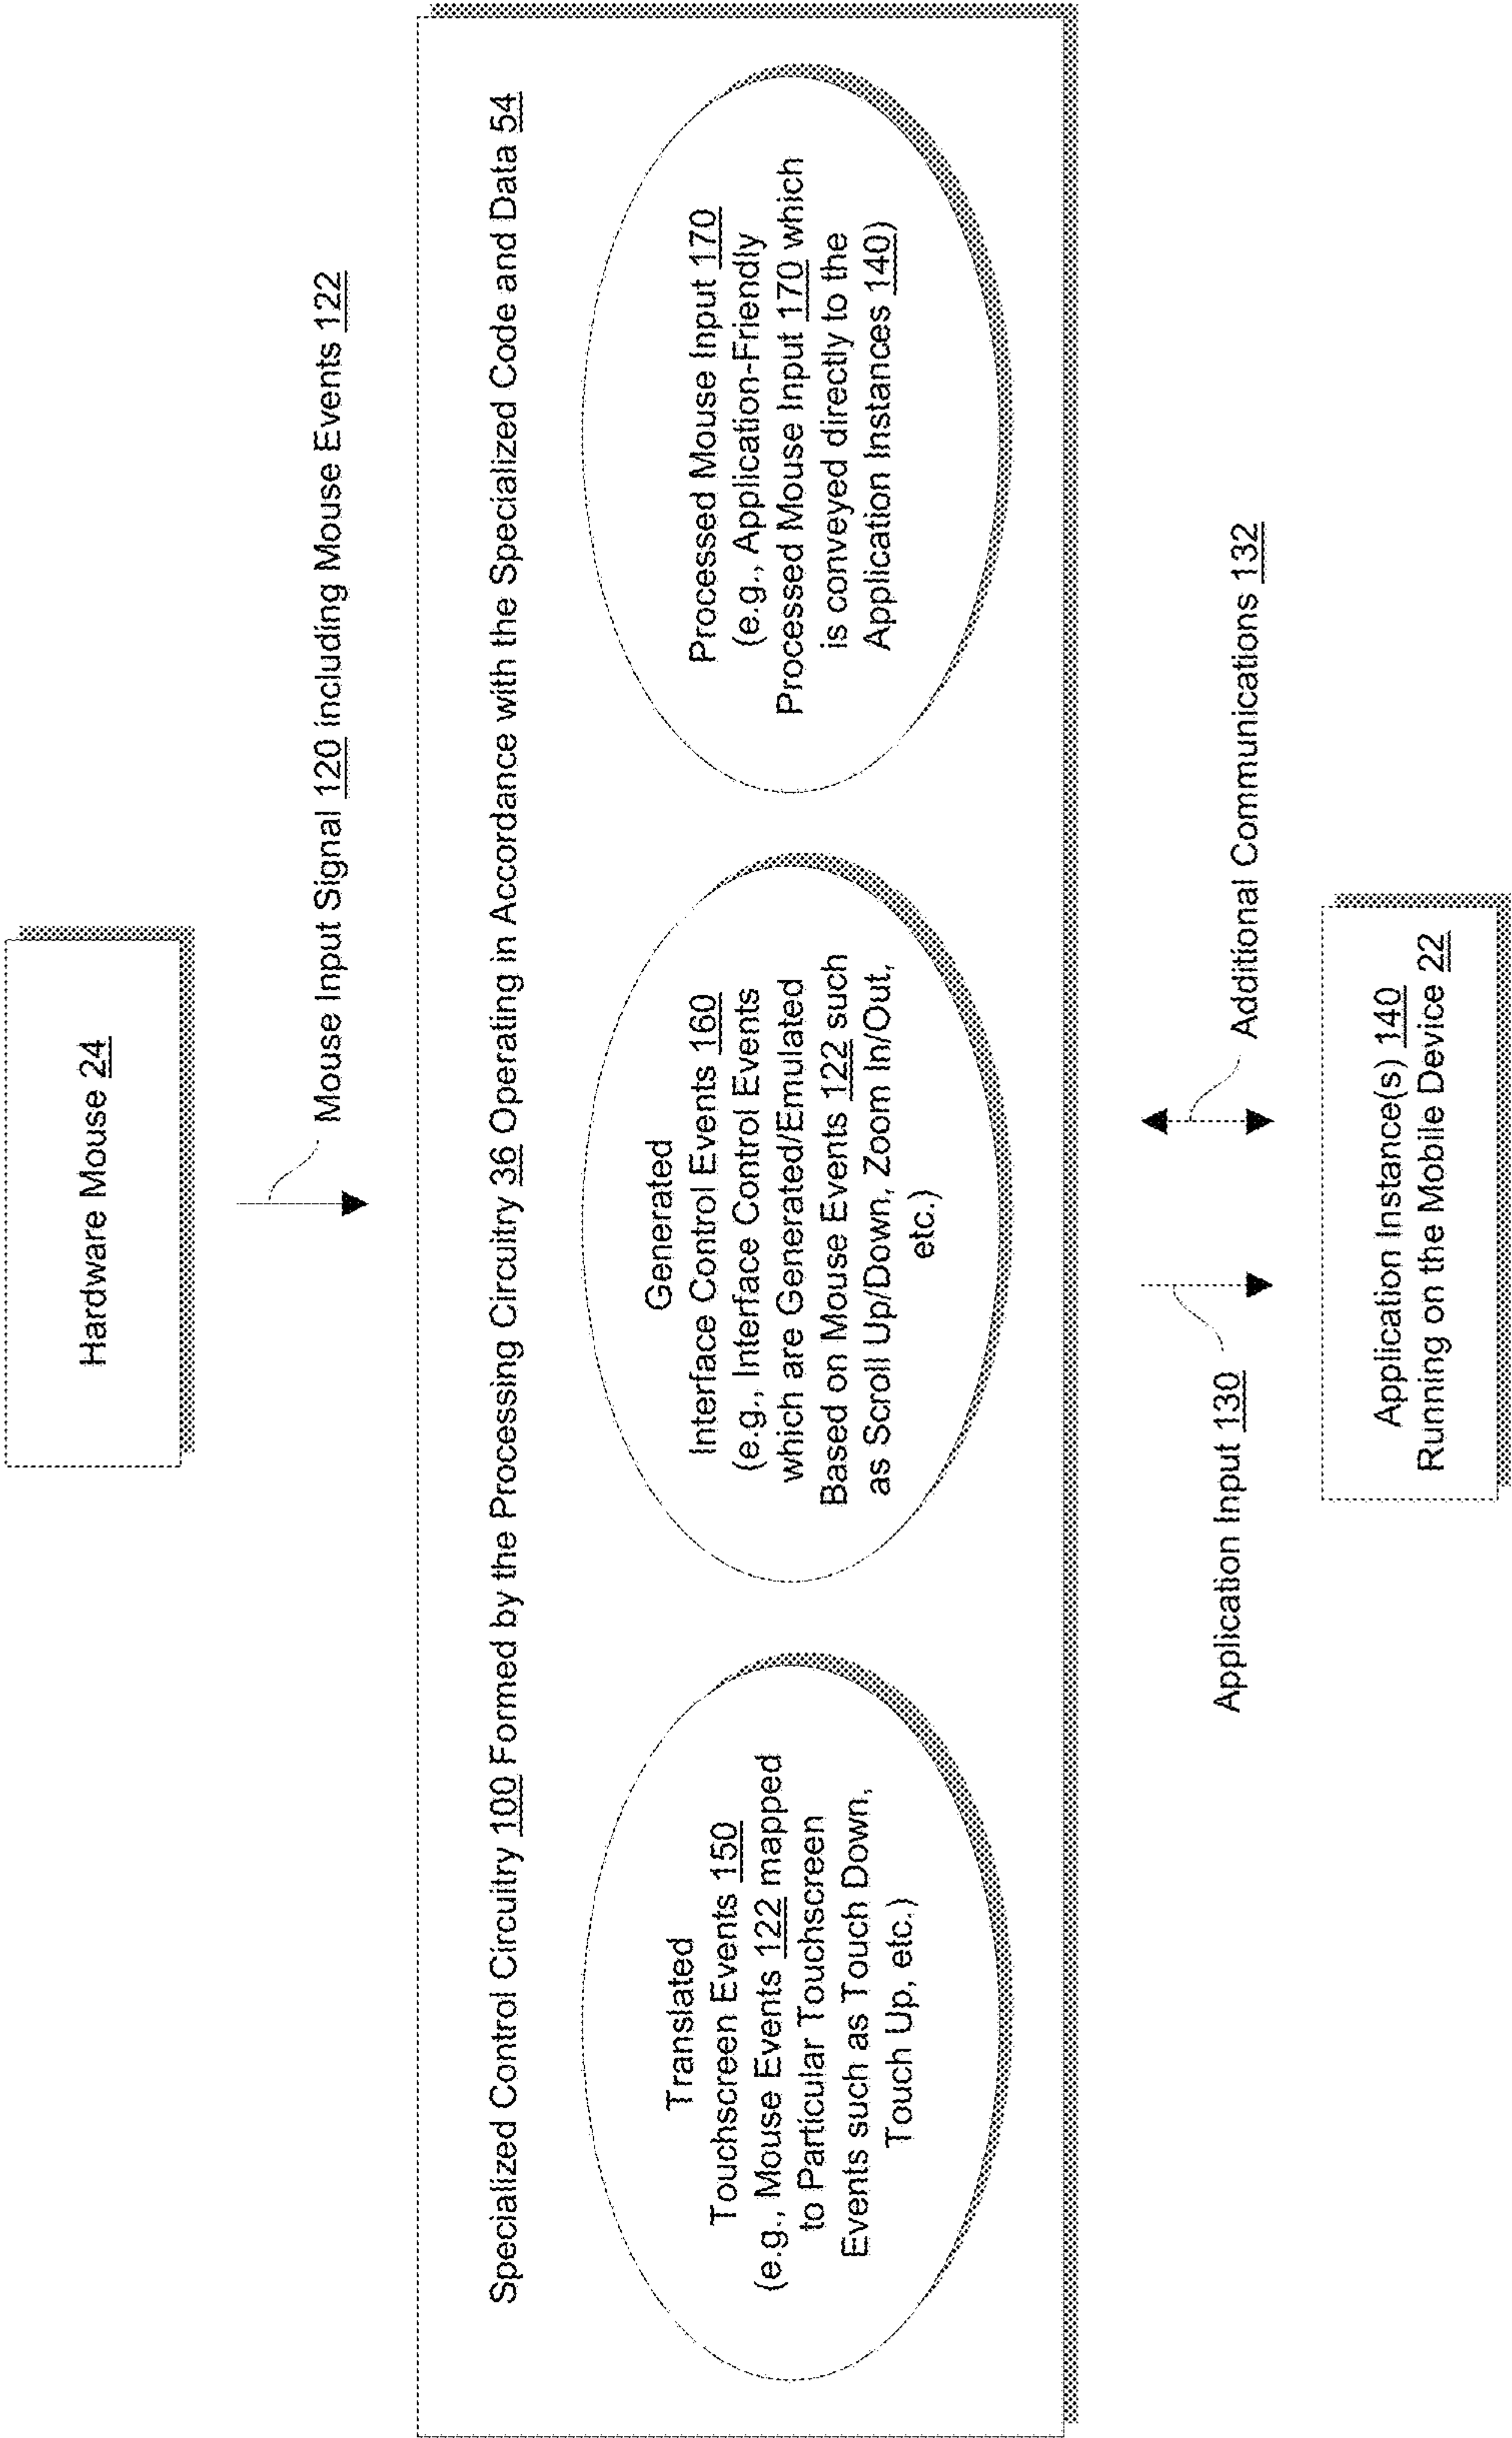 Hardware Mouse 24
Mouse Input Signal 120 including Mouse Events 122
Specialized Control Circuitry 100 Formed by the Processing Circuitry 36 Operating in Accordance with the Specialized Code and Data 54
Translated
Touchscreen Events 150
(e.g., Mouse Events 122 mapped
to Particular Touchscreen
Events such as Touch Down,
Touch Up, etc.)
Generated
Interface Control Events 160
(e.g., Interface Control Events
which are Generated/Emulated
Based on Mouse Events 122 such
as Scroll Up/Down, Zoom In/Out,
etc.)
Processed Mouse Input 170
(e.g., Application-Friendly
Processed Mouse Input 170 which
is conveyed directly to the
Application Instances 140)
Application Input 130
Additional Communications 132
Application Instance(s) 140
Running on the Mobile Device 22